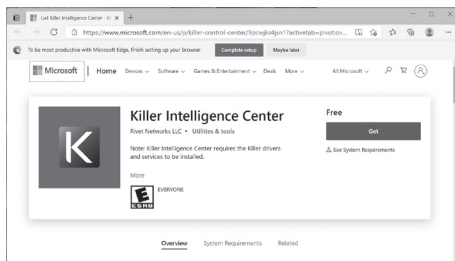 Get Killer Intelligence Center - M
https://www.microsoft.com/en-us/p/killer-control-center/9pcwjks4jsn1?activetab=pivotov...
To be most productive with Microsoft Edge, finish setting up your browser.
Complete setup
Maybe later
Microsoft
Home
Devices
Software
Games & Entertainment
Deals
More
All Microsoft
Killer Intelligence Center
Rivet Networks LLC • Utilities & tools
Note: Killer Intelligence Center requires the Killer drivers
and services to be installed.
More
EVERYONE
E
ESRB
K
Free
Get
See System Requirements
Overview
System Requirements
Related